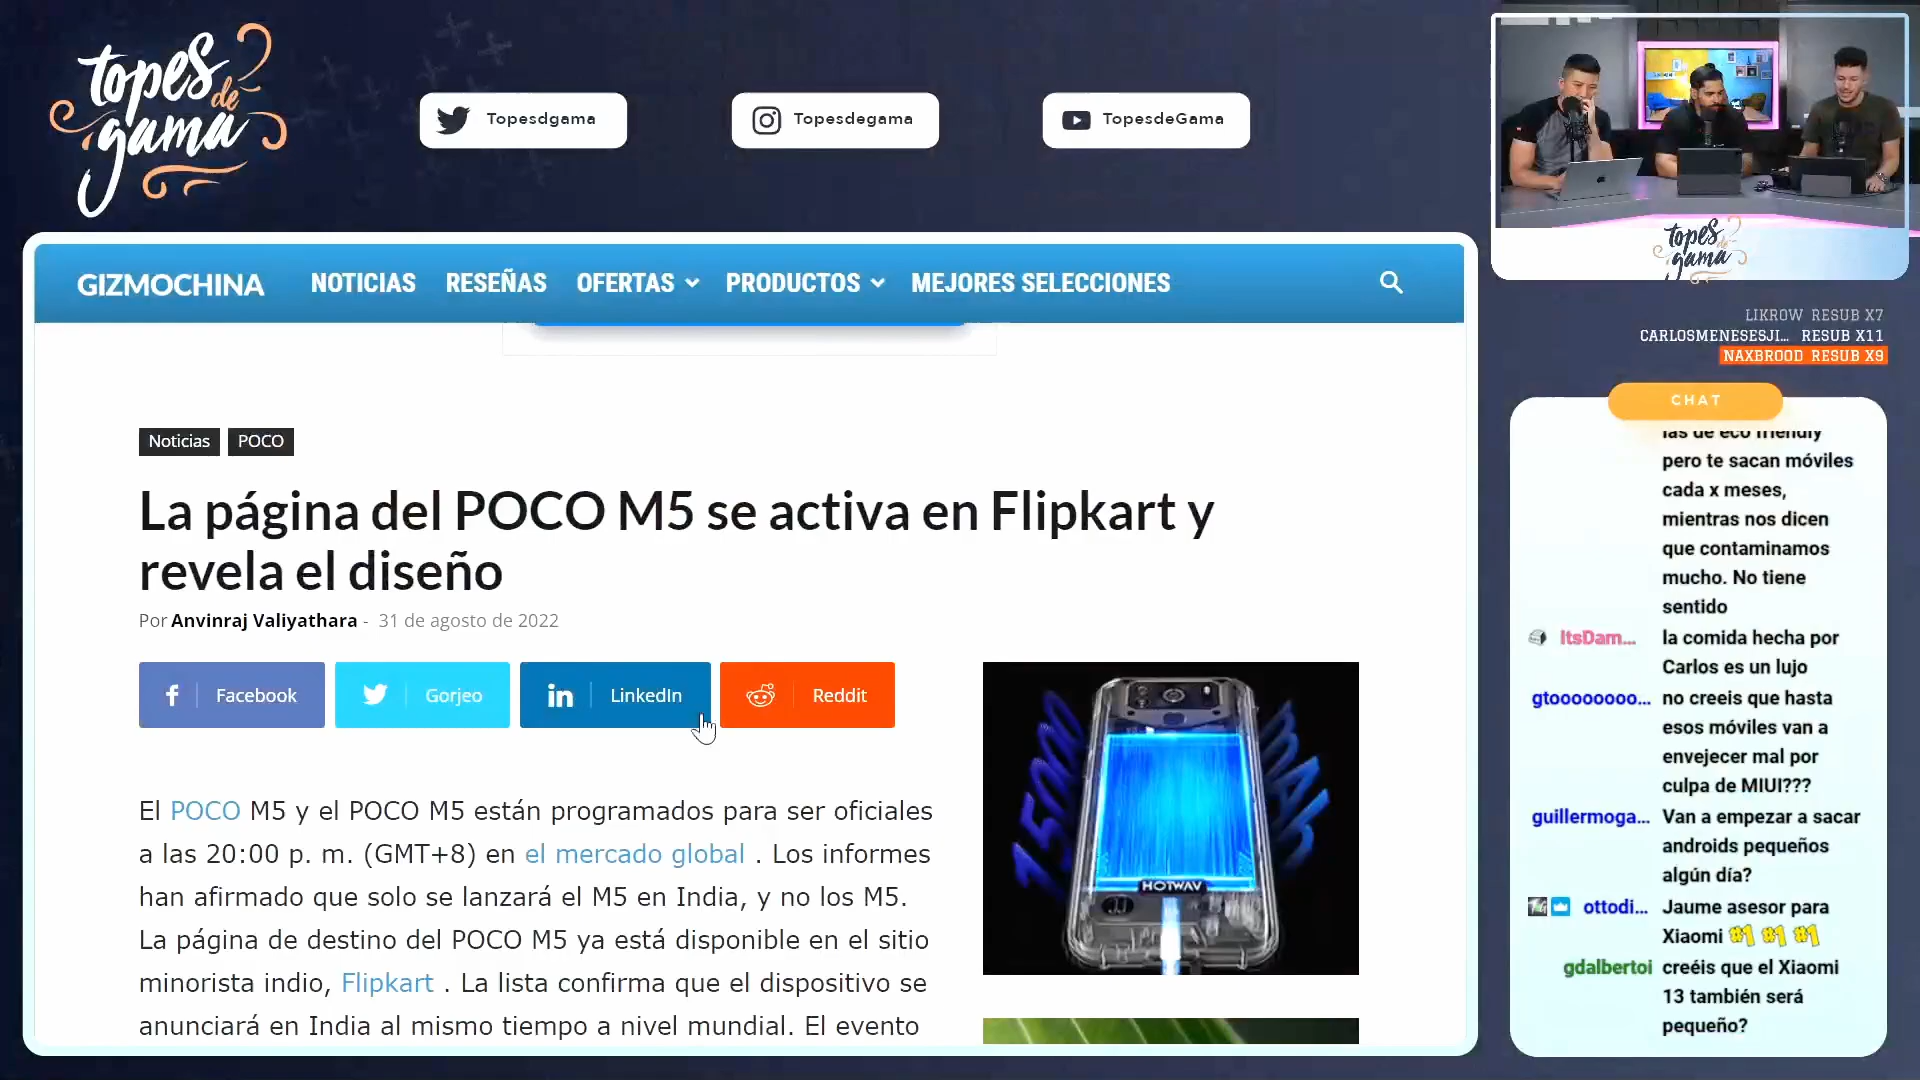 topes
de
gama
Topesdgama
Topesdegama
TopesdeGama
topes
de
gama
GIZMOCHINA NOTICIAS RESEÑAS OFERTAS PRODUCTOS MEJORES SELECCIONES
Noticias POCO
La página del POCO M5 se activa en Flipkart y
revela el diseño
Por Anvinraj Valiyathara - 31 de agosto de 2022
Facebook
Gorjeo
LinkedIn
Reddit
El POCO M5 y el POCO M5 están programados para ser oficiales
a las 20:00 p. m. (GMT+8) en el mercado global . Los informes
han afirmado que solo se lanzará el M5 en India, y no los M5.
La página de destino del POCO M5 ya está disponible en el sitio
minorista indio, Flipkart . La lista confirma que el dispositivo se
anunciará en India al mismo tiempo a nivel mundial. El evento
15000
MAH
HOTWAV
LIKROW RESUB X7
CARLOSMENESESJI... RESUB X11
NAXBROOD RESUB X9
CHAT
las de eco friendly
pero te sacan móviles
cada x meses,
mientras nos dicen
que contaminamos
mucho. No tiene
sentido
ItsDam... la comida hecha por
Carlos es un lujo
gtoooooooo... no creeis que hasta
esos móviles van a
envejecer mal por
culpa de MIUI???
guillermoga... Van a empezar a sacar
androids pequeños
algún día?
ottodi... Jaume asesor para
Xiaomi #1 #1 #1
gdalbertoi creéis que el Xiaomi
13 también será
pequeño?